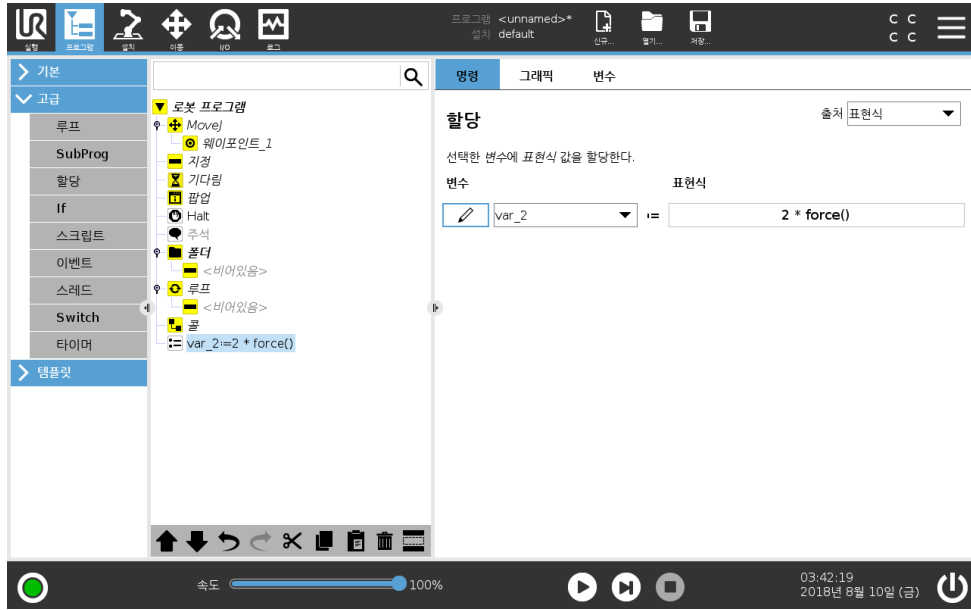 프로그램 <unnamed>*
설치 default
실행
프로그램
설치
이동
I/O
로그
신규...
열기...
저장...
C C
C C
기본
고급
루프
SubProg
할당
If
스크립트
이벤트
스레드
Switch
타이머
템플릿
로봇 프로그램
MoveJ
웨이포인트_1
지정
기다림
팝업
Halt
주석
폴더
<비어있음>
루프
<비어있음>
콜
var_2:=2 * force()
명령 그래픽 변수
할당
출처 표현식
선택한 변수에 표현식 값을 할당한다.
변수 표현식
var_2 := 2 * force()
속도 100%
03:42:19
2018년 8월 10일 (금)